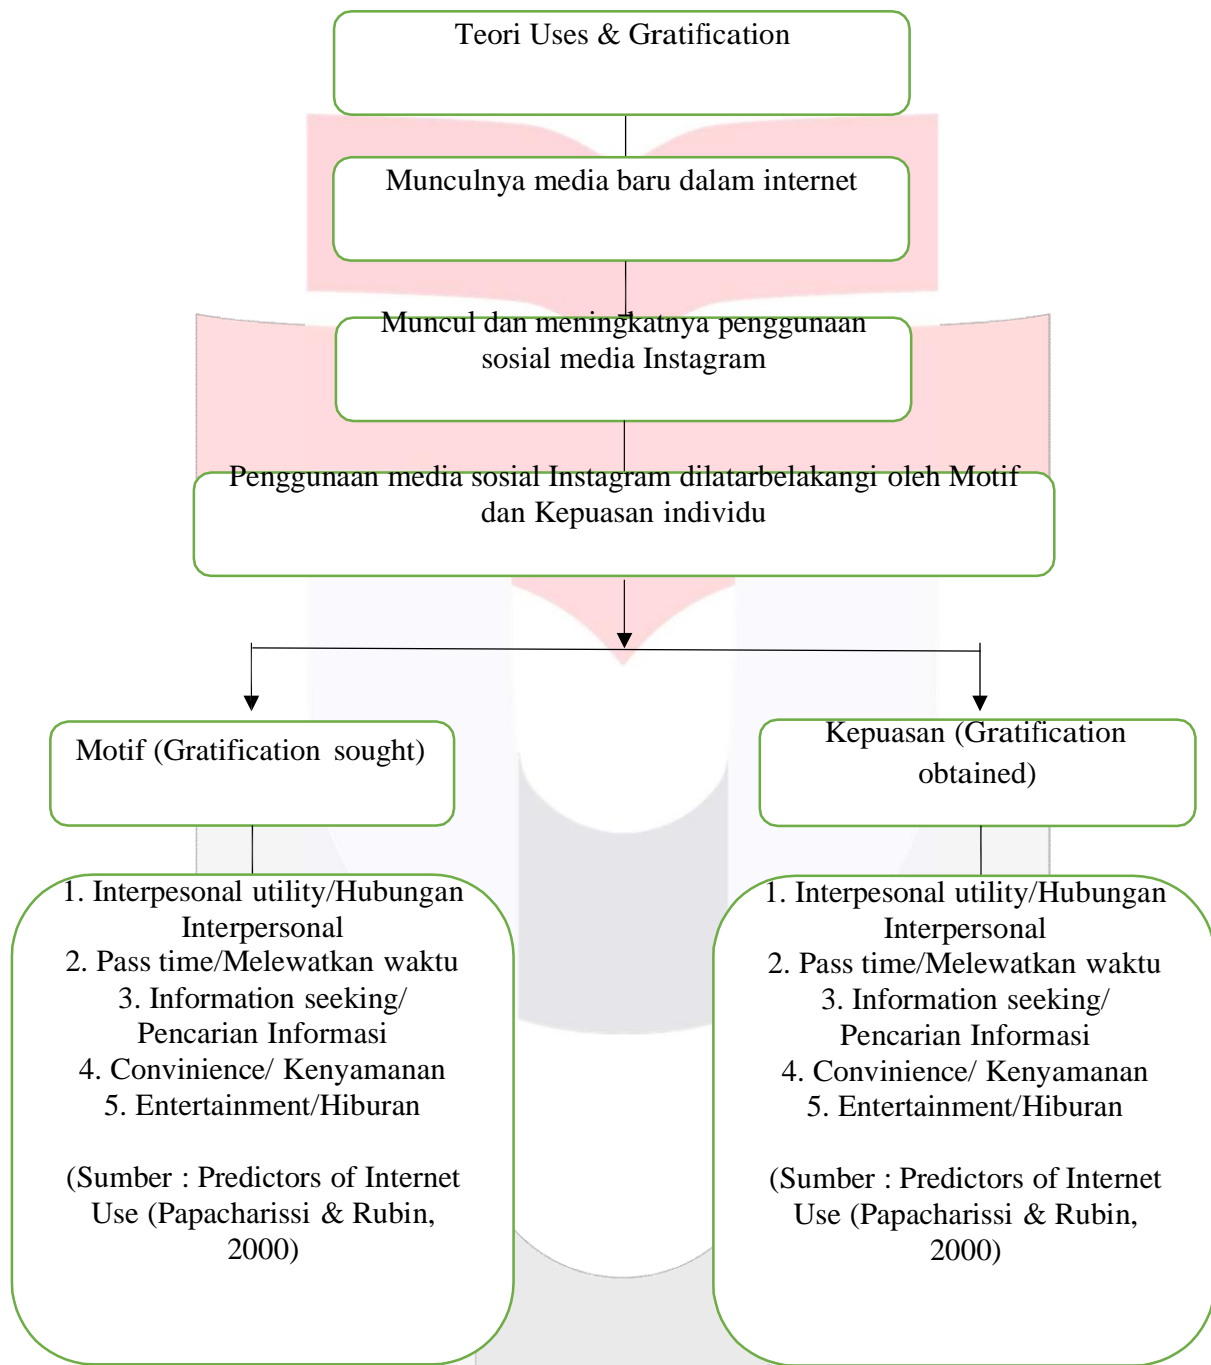 Teori Uses & Gratification
Munculnya media baru dalam internet
Muncul dan meningkatnya penggunaan
sosial media Instagram
Penggunaan media sosial Instagram dilatarbelakangi oleh Motif
dan Kepuasan individu
Motif (Gratification sought)
Kepuasan (Gratification
obtained)
1. Interpesonal utility/Hubungan
Interpersonal
2. Pass time/Melewatkan waktu
3. Information seeking/
Pencarian Informasi
4. Convinience/ Kenyamanan
5. Entertainment/Hiburan
(Sumber : Predictors of Internet
Use (Papacharissi & Rubin,
2000)
1. Interpesonal utility/Hubungan
Interpersonal
2. Pass time/Melewatkan waktu
3. Information seeking/
Pencarian Informasi
4. Convinience/ Kenyamanan
5. Entertainment/Hiburan
(Sumber : Predictors of Internet
Use (Papacharissi & Rubin,
2000)